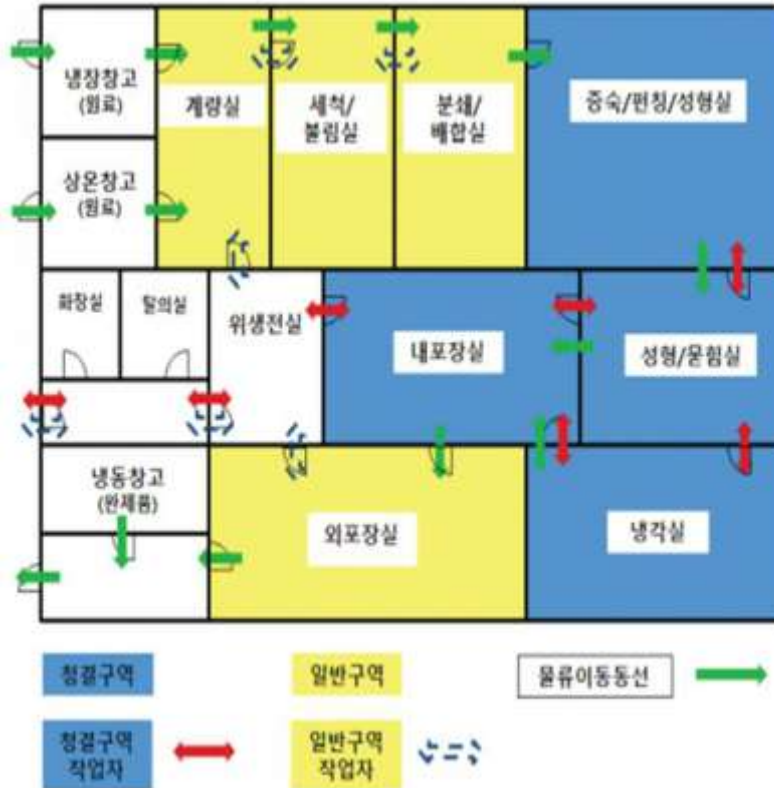 냉장창고
(원료)
계량실
세척/
불림실
분쇄/
배합실
증숙/펀칭/성형실
상온창고
(원료)
화장실
탈의실
위생전실
내포장실
성형/묻힘실
냉동창고
(완제품)
외포장실
냉각실
청결구역
일반구역
물류이동동선
청결구역
작업자
일반구역
작업자